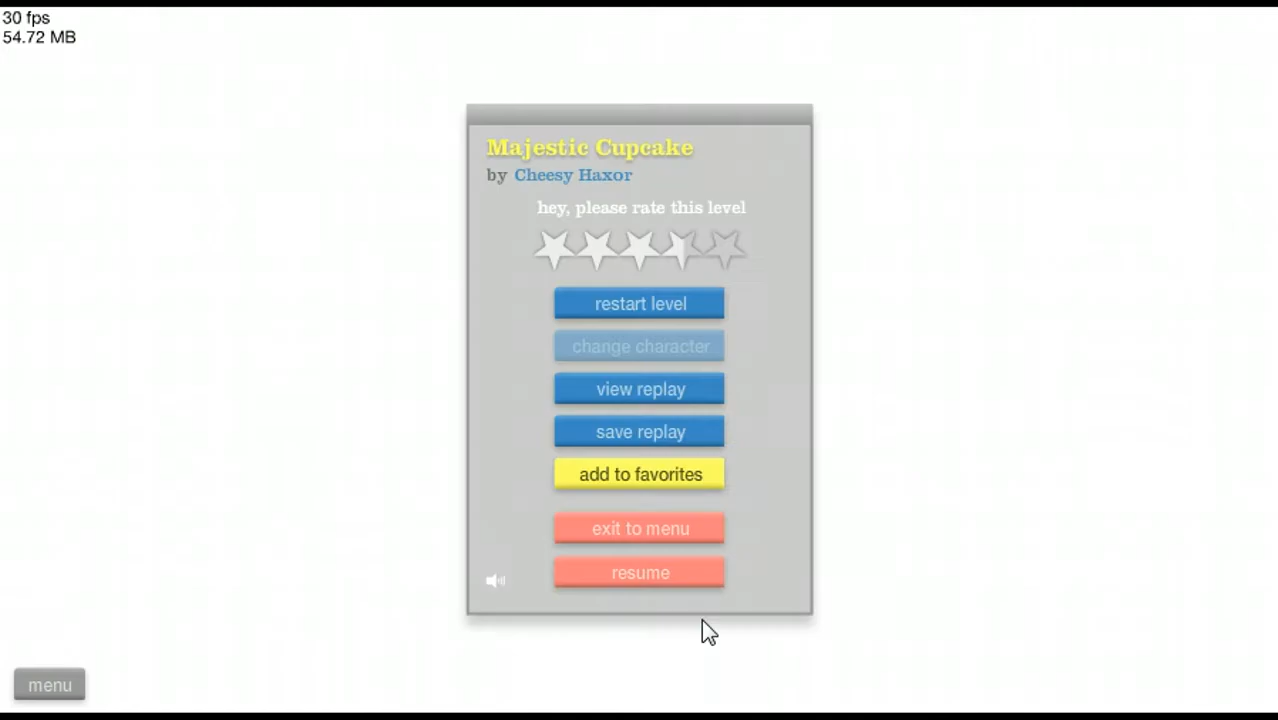 30 fps
54.72 MB
Majestic Cupcake
by Cheesy Haxor
hey, please rate this level
restart level
change character
view replay
save replay
add to favorites
exit to menu
resume
menu